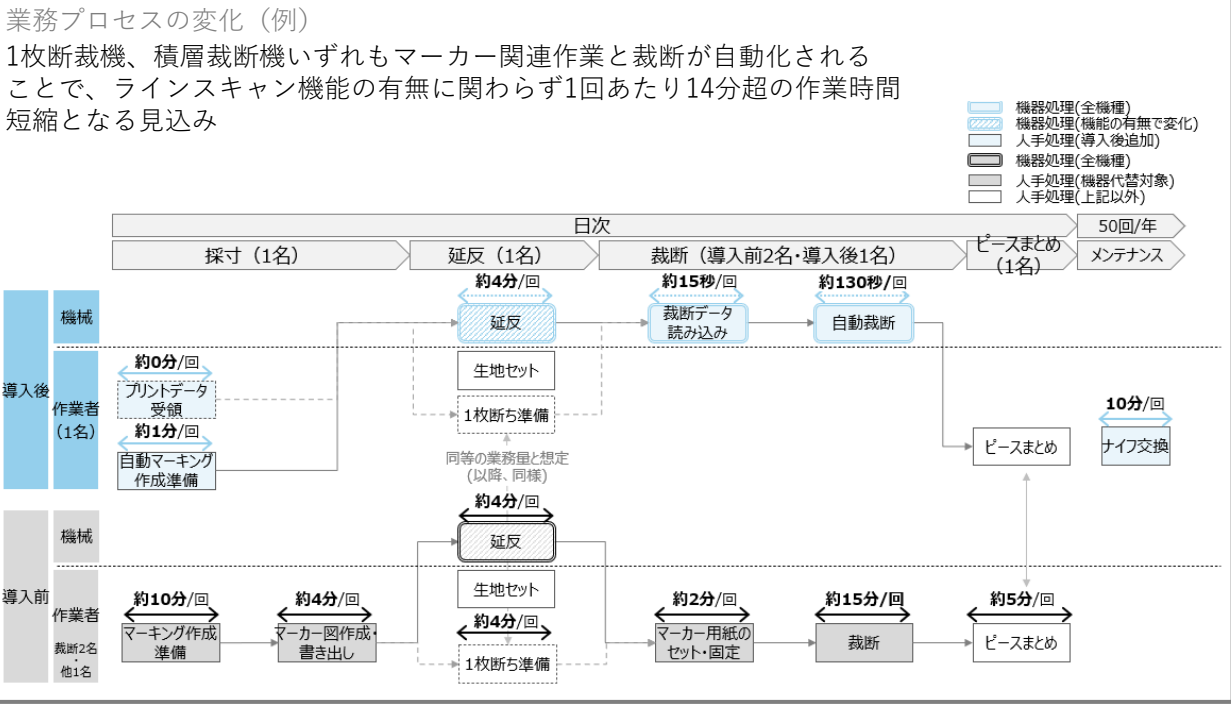 業務プロセスの変化（例）
1枚断裁機、積層裁断機いずれもマーカー関連作業と裁断が自動化される
ことで、ラインスキャン機能の有無に関わらず1回あたり14分超の作業時間
短縮となる見込み
機器処理(全機種)
機器処理(機能の有無で変化)
人手処理(導入後追加)
機器処理(全機種)
人手処理(機器代替対象)
人手処理(上記以外)
日次
50回/年
採寸（1名）
延反（1名）
裁断（導入前2名・導入後1名）
ピースまとめ
（1名）
メンテナンス
導入後
機械
約4分/回
延反
約15秒/回
裁断データ
読み込み
約130秒/回
自動裁断
作業者
（1名）
約0分/回
プリントデータ
受領
約1分/回
自動マーキング
作成準備
生地セット
1枚断ち準備
同等の業務量と想定
(以降、同様)
ピースまとめ
10分/回
ナイフ交換
導入前
機械
約4分/回
延反
作業者
裁断2名
・
他1名
約10分/回
マーキング作成
準備
約4分/回
マーカー図作成・
書き出し
生地セット
約4分/回
1枚断ち準備
約2分/回
マーカー用紙の
セット・固定
約15分/回
裁断
約5分/回
ピースまとめ